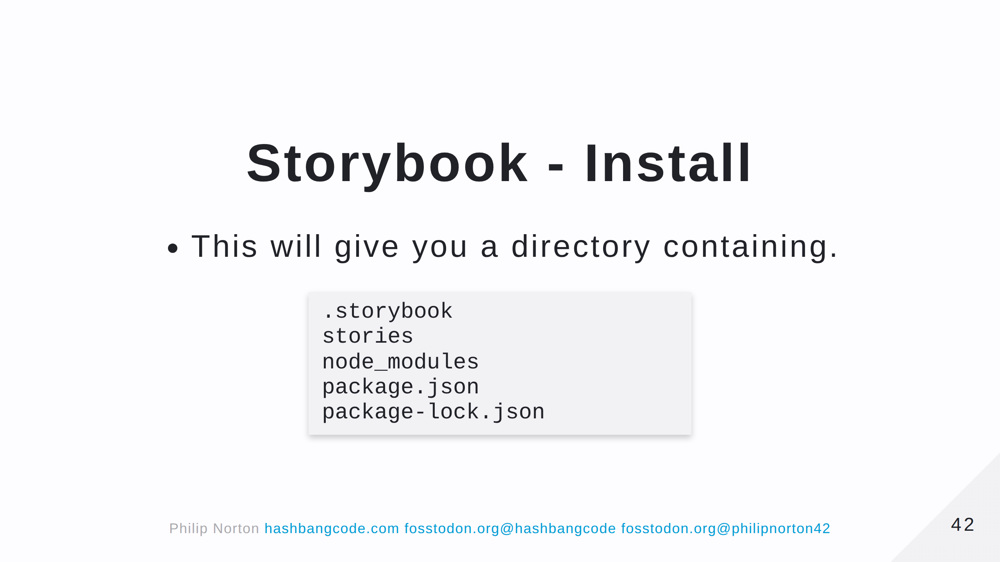 Storybook - Install
• This will give you a directory containing.
.storybook
stories
node_modules
package.json
package-lock.json
Philip Norton hashbangcode.com fosstodon.org@hashbangcode fosstodon.org@philipnorton42
42